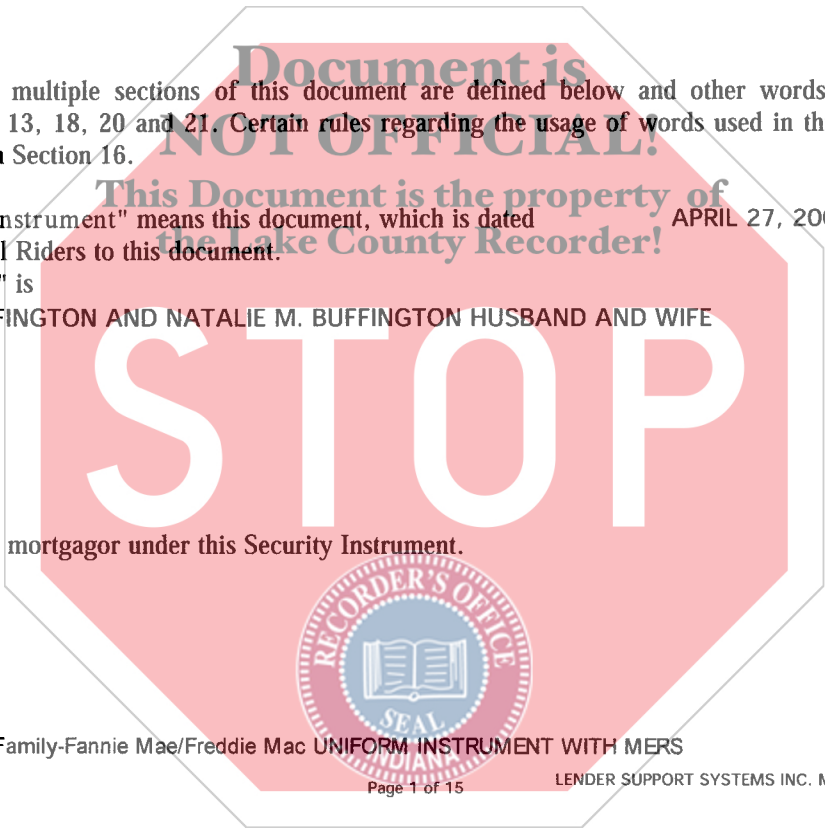 Document is
multiple sections of this document are defined below and other words
13, 18, 20 and 21. Certain rules regarding the usage of words used in th
NOT OFFICIAL!
Section 16.
This Document is the property of
nstrument" means this document, which is dated APRIL 27, 200
the Lake County Recorder!
l Riders to this document.
" is
FINGTON AND NATALIE M. BUFFINGTON HUSBAND AND WIFE
STOP
mortgagor under this Security Instrument.
RECORDER'S OFFICE
SEAL
INDIANA
Family-Fannie Mae/Freddie Mac UNIFORM INSTRUMENT WITH MERS
Page 1 of 15
LENDER SUPPORT SYSTEMS INC. M